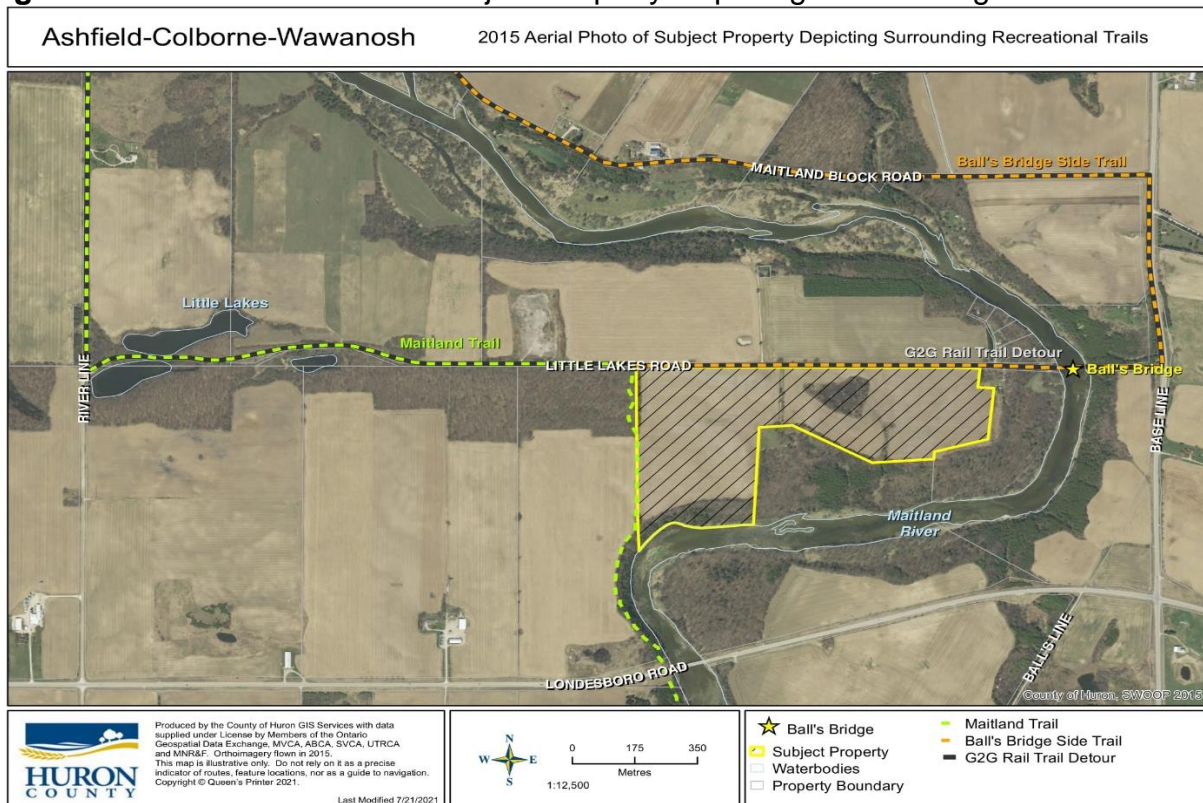 Ashfield-Colborne-Wawanosh
2015 Aerial Photo of Subject Property Depicting Surrounding Recreational Trails
Ball's Bridge Side Trail
MAITLAND BLOCK ROAD
Little Lakes
Maitland Trail
G2G Rail Trail Detour
LITTLE LAKES ROAD
Ball's Bridge
RIVER LINE
BASE LINE
Maitland
River
BALL'S LINE
LONDESBORO ROAD
County of Huron, SWOOP 2015
HURON
COUNTY
Produced by the County of Huron GIS Services with data
supplied under License by Members of the Ontario
Geospatial Data Exchange, MVCA, ABCA, SVCA, UTRCA
and MNR&F. Orthoimagery flown in 2015.
This map is illustrative only. Do not rely on it as a precise
indicator of routes, feature locations, nor as a guide to navigation.
Copyright © Queen's Printer 2021.
Last Modified 7/21/2021
N
W E
S
0 175 350
Metres
1:12,500
Ball's Bridge
Subject Property
Waterbodies
Property Boundary
Maitland Trail
Ball's Bridge Side Trail
G2G Rail Trail Detour